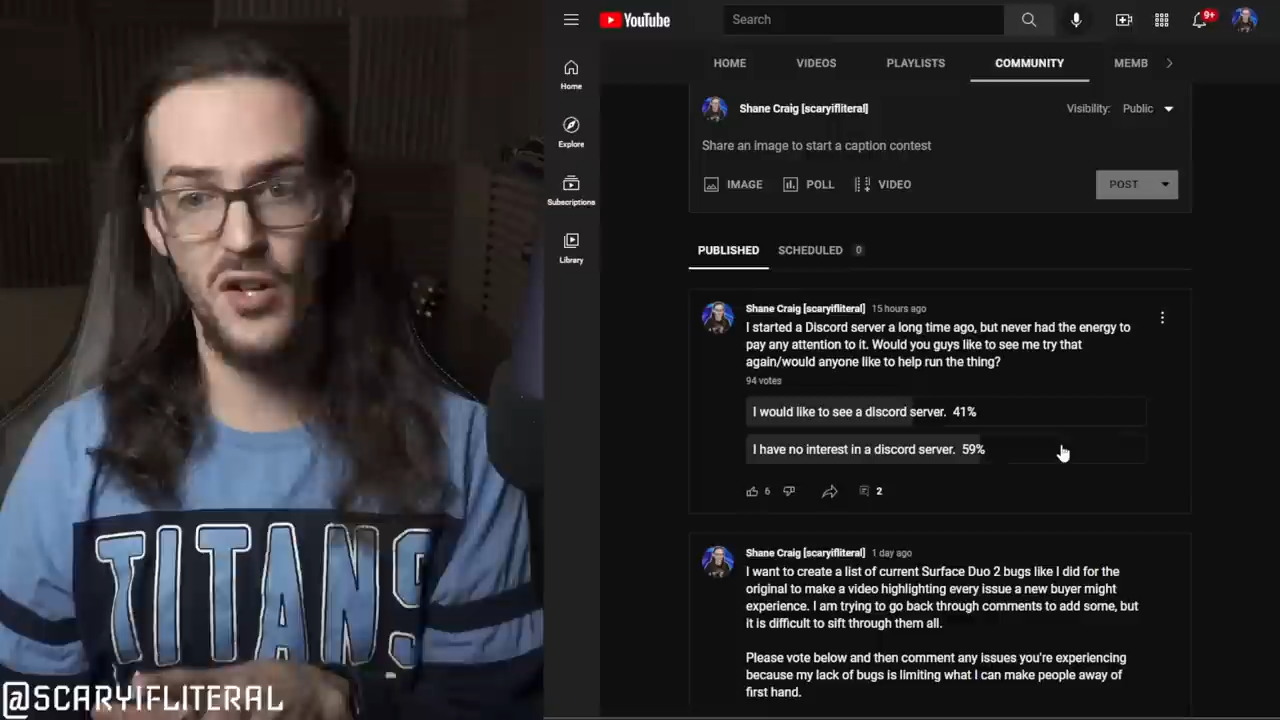 YouTube
Search
9+
HOME
VIDEOS
PLAYLISTS
COMMUNITY
MEMB
Home
Explore
Subscriptions
Library
Shane Craig [scaryifliteral]
Visibility: Public
Share an image to start a caption contest
IMAGE
POLL
VIDEO
POST
PUBLISHED
SCHEDULED 0
Shane Craig [scaryifliteral] 15 hours ago
I started a Discord server a long time ago, but never had the energy to
pay any attention to it. Would you guys like to see me try that
again/would anyone like to help run the thing?
94 votes
I would like to see a discord server. 41%
I have no interest in a discord server. 59%
6
2
Shane Craig [scaryifliteral] 1 day ago
I want to create a list of current Surface Duo 2 bugs like I did for the
original to make a video highlighting every issue a new buyer might
experience. I am trying to go back through comments to add some, but
it is difficult to sift through them all.
Please vote below and then comment any issues you're experiencing
because my lack of bugs is limiting what I can make people away of
first hand.
TITANS
@SCARYIFLITERAL